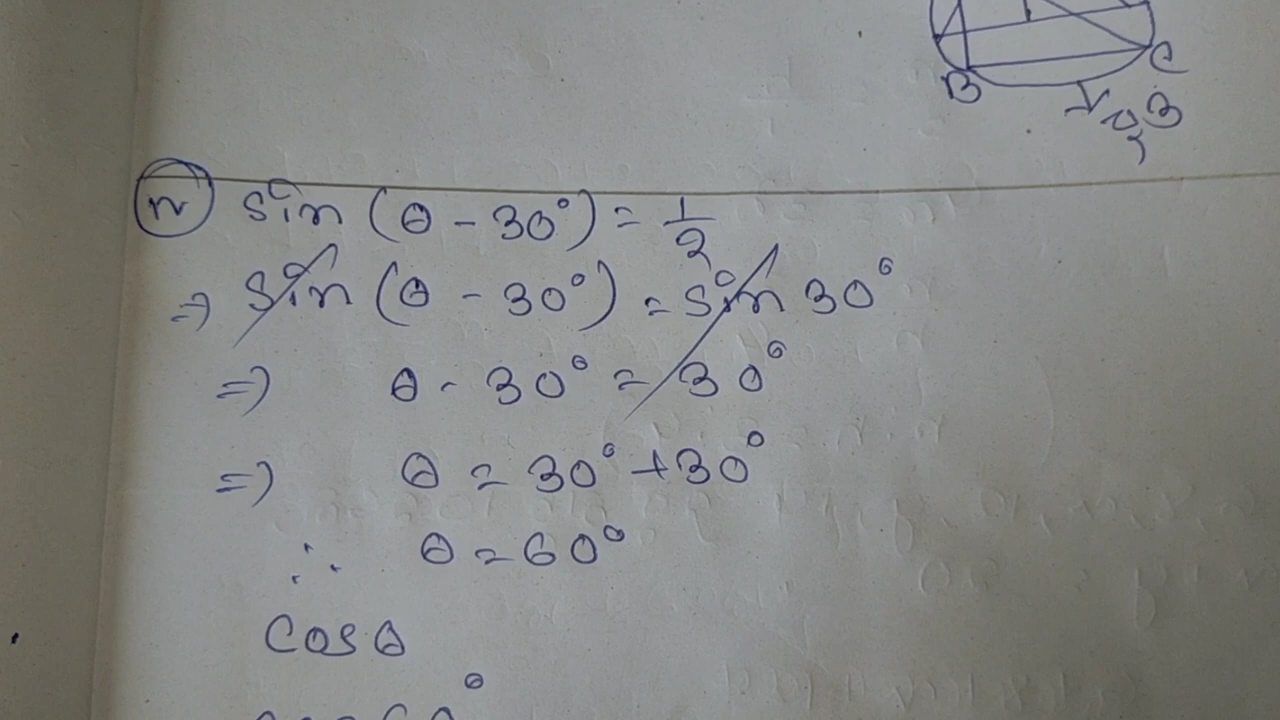 B C
(iv) sin (θ - 30°) = 1/2
⇒ sin (θ - 30°) = sin 30°
⇒ θ - 30° = 30°
⇒ θ = 30° + 30°
∴ θ = 60°
cos θ